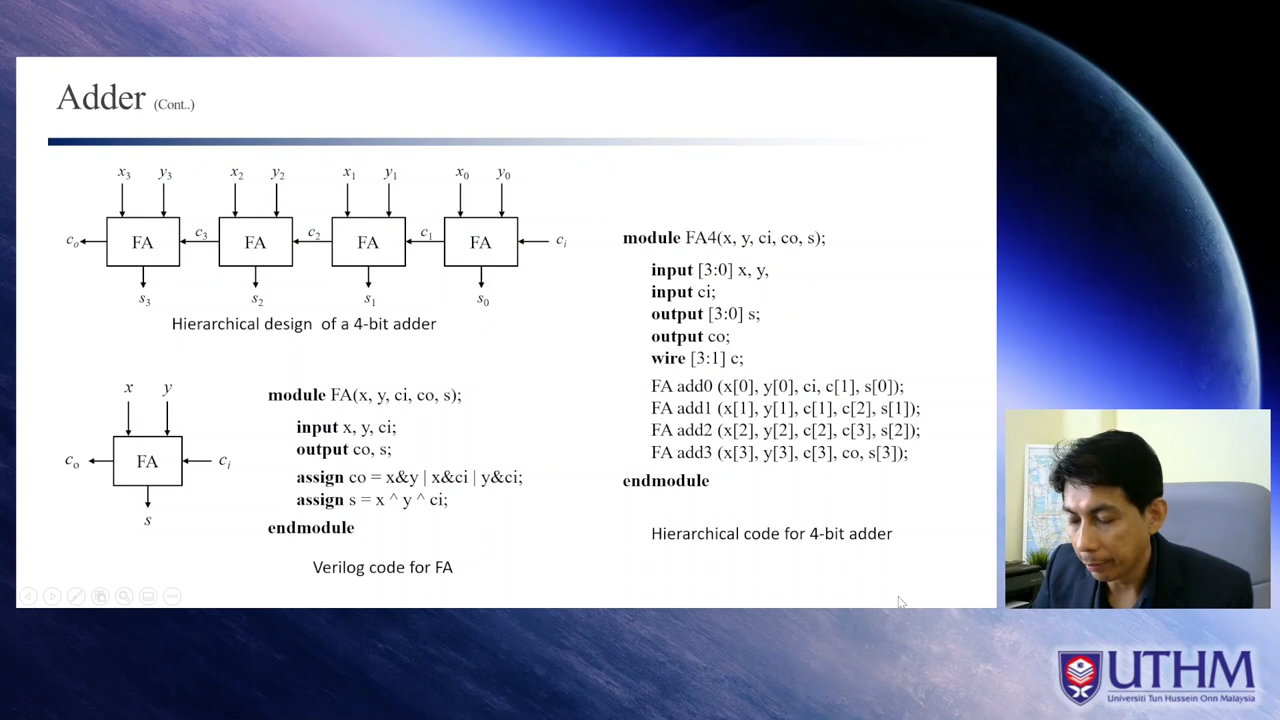 Adder (Cont..)
x3 y3 x2 y2 x1 y1 x0 y0
co FA c3 FA c2 FA c1 FA ci
s3 s2 s1 s0
Hierarchical design of a 4-bit adder
x y
co FA ci
s
module FA(x, y, ci, co, s);
input x, y, ci;
output co, s;
assign co = x&y | x&ci | y&ci;
assign s = x ^ y ^ ci;
endmodule
Verilog code for FA
module FA4(x, y, ci, co, s);
input [3:0] x, y,
input ci;
output [3:0] s;
output co;
wire [3:1] c;
FA add0 (x[0], y[0], ci, c[1], s[0]);
FA add1 (x[1], y[1], c[1], c[2], s[1]);
FA add2 (x[2], y[2], c[2], c[3], s[2]);
FA add3 (x[3], y[3], c[3], co, s[3]);
endmodule
Hierarchical code for 4-bit adder
UTHM
Universiti Tun Hussein Onn Malaysia